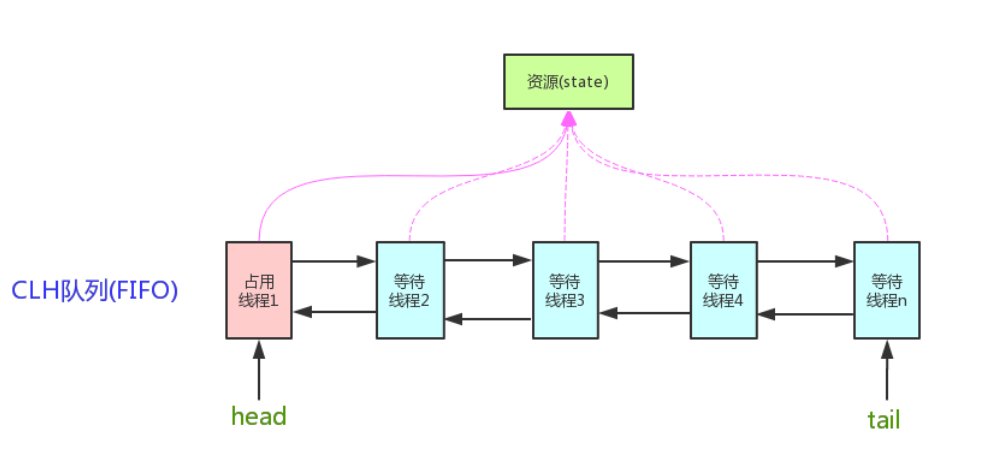 资源(state)
CLH队列(FIFO)
占用
线程1
等待
线程2
等待
线程3
等待
线程4
等待
线程n
head
tail